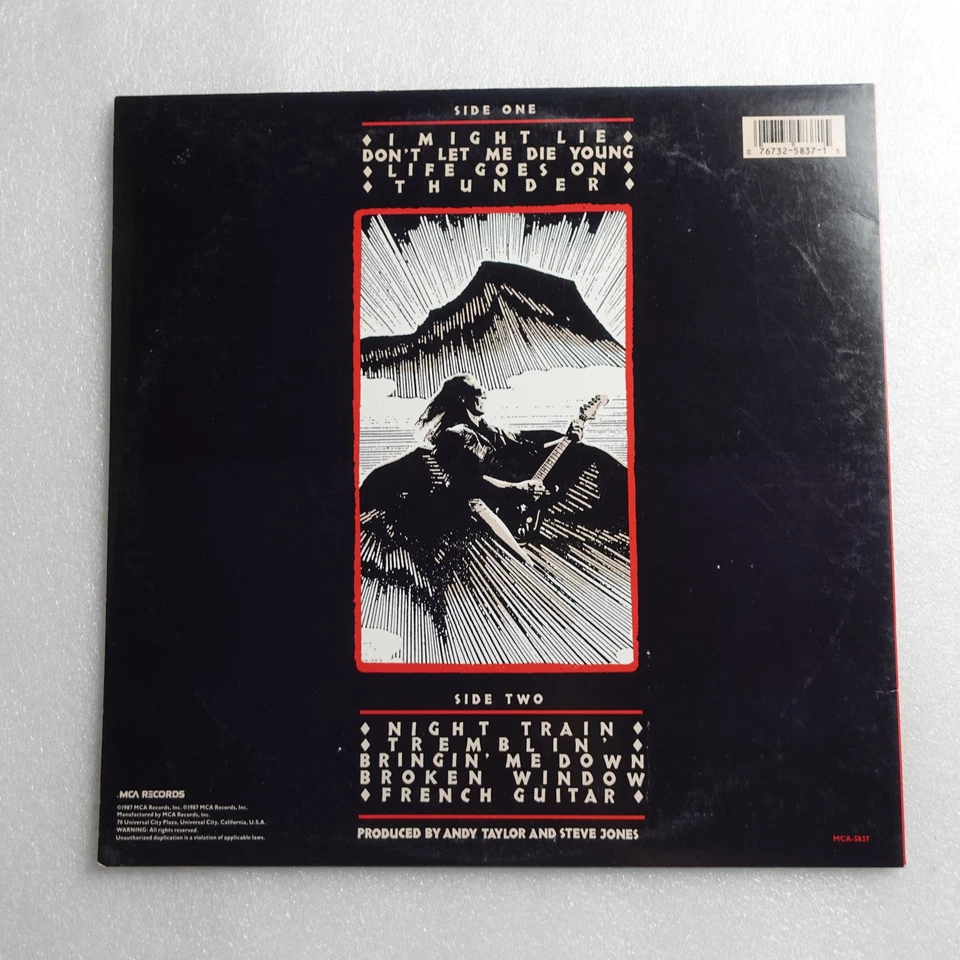 SIDE ONE
0 76732-5837-1 5
♦ I MIGHT LIE ♦
DON'T LET ME DIE YOUNG
♦ LIFE GOES ON ♦
♦ THUNDER ♦
SIDE TWO
♦ NIGHT TRAIN ♦
♦ TREMBLIN' ♦
BRINGIN' ME DOWN
BROKEN WINDOW
♦ FRENCH GUITAR ♦
MCA RECORDS
©1987 MCA Records, Inc. ℗1987 MCA Records, Inc.
Manufactured by MCA Records, Inc.
70 Universal City Plaza, Universal City, California, U.S.A.
WARNING: All rights reserved.
Unauthorized duplication is a violation of applicable laws.
PRODUCED BY ANDY TAYLOR AND STEVE JONES
MCA-5837